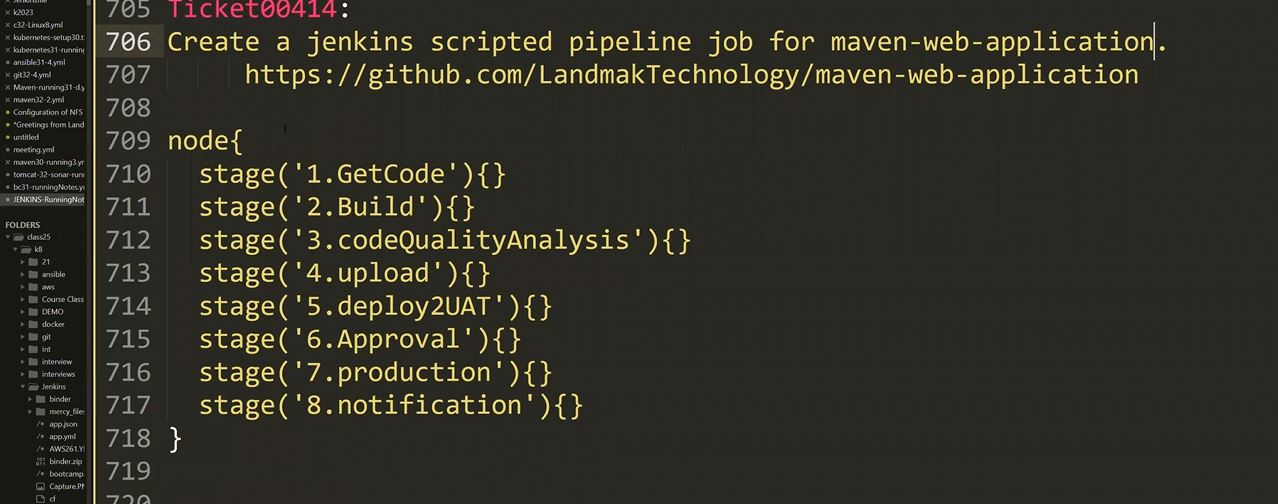 Jenkinsfile
k2023
c32-Linux8.yml
kubernetes-setup30.t
kubernetes31-running
ansible31-4.yml
git32-4.yml
Maven-running31-d.y
maven32-2.yml
Configuration of NFS
*Greetings from Land
untitled
meeting.yml
maven30-running3.yr
tomcat-32-sonar-runn
bc31-runningNotes.yr
JENKINS-RunningNot
FOLDERS
class25
k8
21
ansible
aws
Course Class
DEMO
docker
git
int
interview
interviews
Jenkins
binder
mercy_files
app.json
app.yml
AWS261.Y
binder.zip
bootcamp
Capture.PN
cf
705 Ticket00414:
706 Create a jenkins scripted pipeline job for maven-web-application.
707 https://github.com/LandmakTechnology/maven-web-application
708
709 node{
710 stage('1.GetCode'){}
711 stage('2.Build'){}
712 stage('3.codeQualityAnalysis'){}
713 stage('4.upload'){}
714 stage('5.deploy2UAT'){}
715 stage('6.Approval'){}
716 stage('7.production'){}
717 stage('8.notification'){}
718 }
719
720